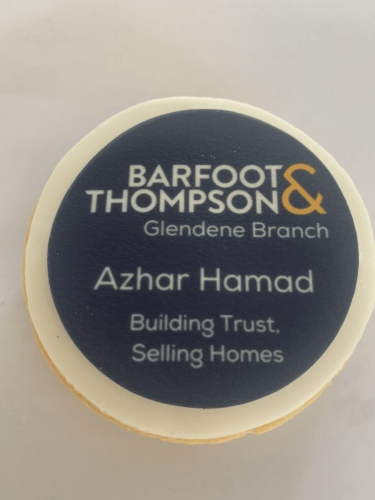 BARFOOT &
THOMPSON
Glendene Branch
Azhar Hamad
Building Trust,
Selling Homes